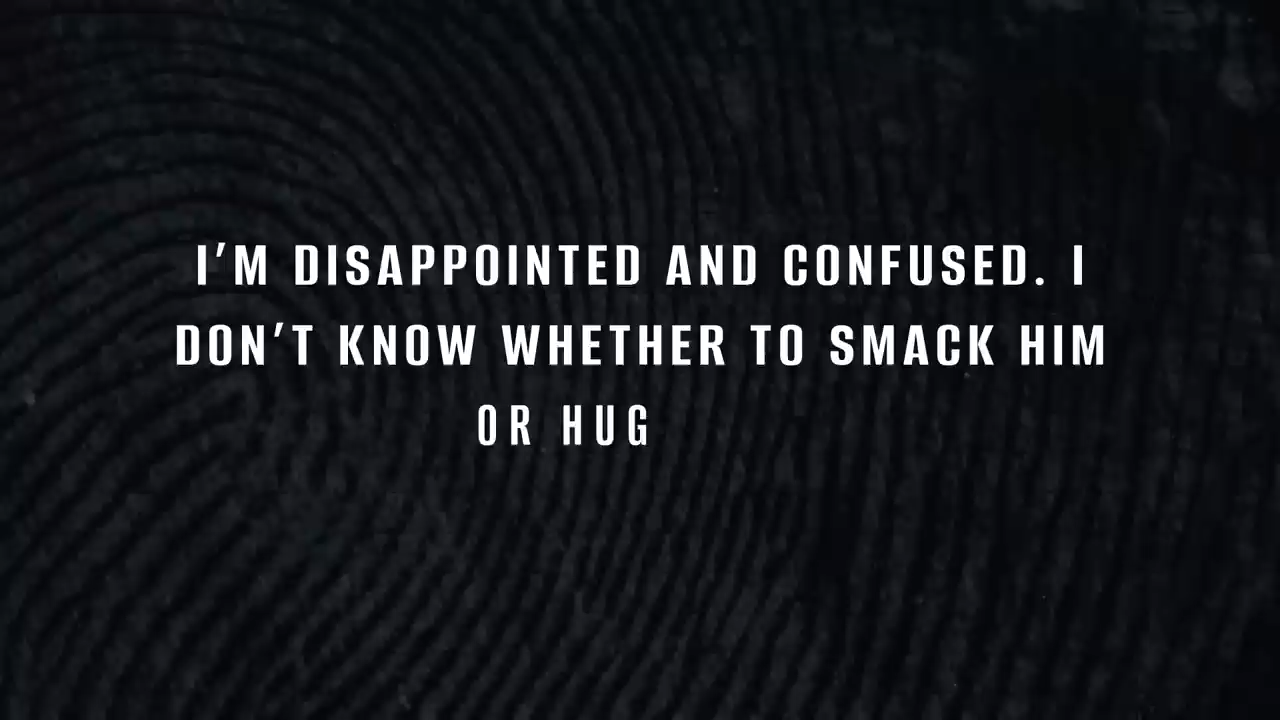 I'M DISAPPOINTED AND CONFUSED. I
DON'T KNOW WHETHER TO SMACK HIM
OR HUG